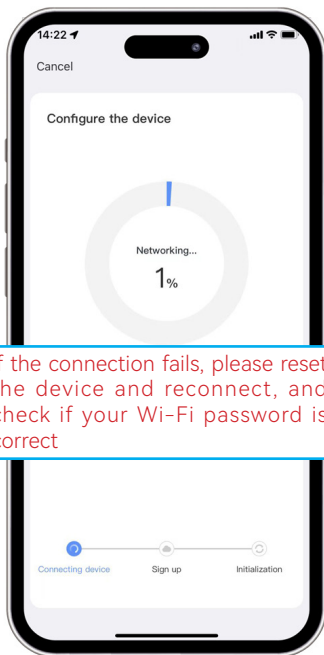 14:22
Cancel
Configure the device
Networking...
1%
f the connection fails, please reset
he device and reconnect, and
check if your Wi-Fi password is
correct
Connecting device Sign up Initialization